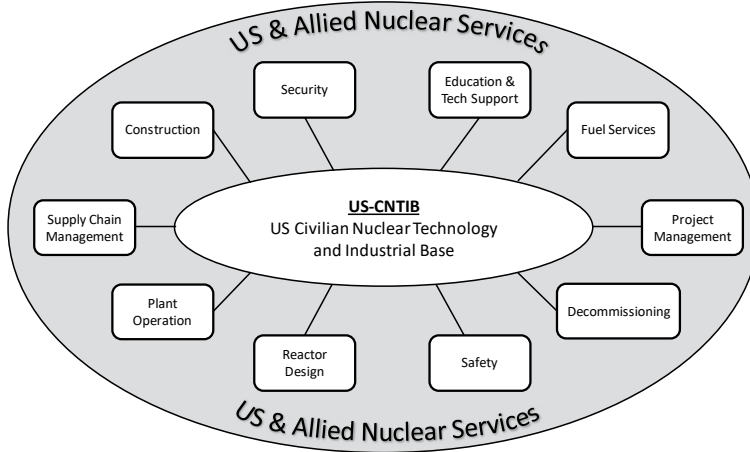 US & Allied Nuclear Services
Security
Education &
Tech Support
Construction
Fuel Services
US-CNTIB
US Civilian Nuclear Technology
and Industrial Base
Supply Chain
Management
Project
Management
Plant
Operation
Decommissioning
Reactor
Design
Safety
US & Allied Nuclear Services